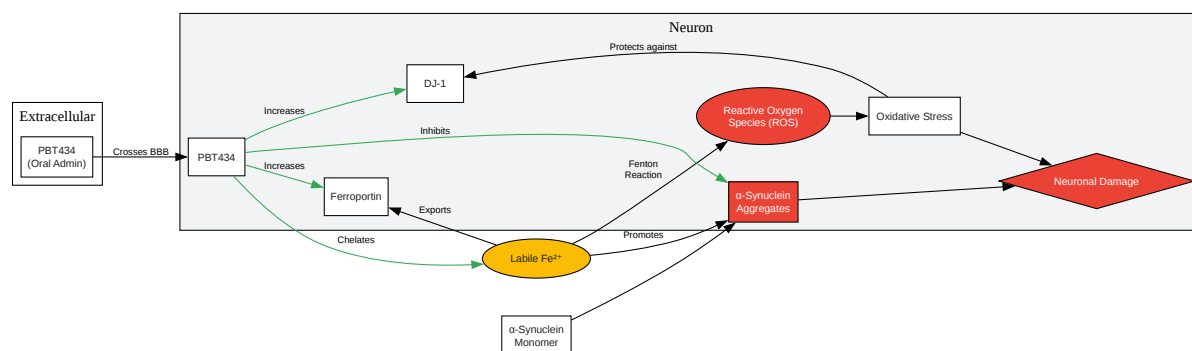 Neuron
Protects against
DJ-1
Increases
Reactive Oxygen
Species (ROS)
Oxidative Stress
Extracellular
PBT434
(Oral Admin)
Crosses BBB
PBT434
Inhibits
Increases
Fenton
Reaction
Neuronal Damage
Ferroportin
α-Synuclein
Aggregates
Exports
Chelates
Promotes
Labile Fe²⁺
α-Synuclein
Monomer